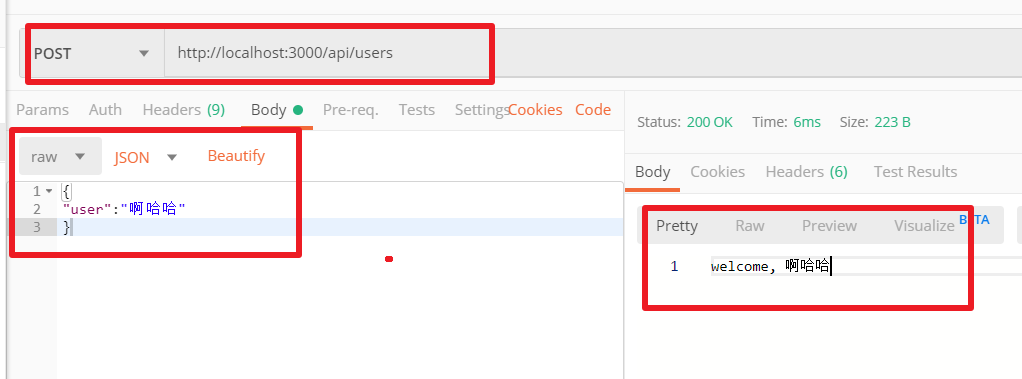 POST http://localhost:3000/api/users
Params Auth Headers (9) Body Pre-req. Tests Settings Cookies Code
raw JSON Beautify
1 {
2 "user":"啊哈哈"
3 }
Status: 200 OK Time: 6ms Size: 223 B
Body Cookies Headers (6) Test Results
Pretty Raw Preview Visualize BETA
1 welcome, 啊哈哈